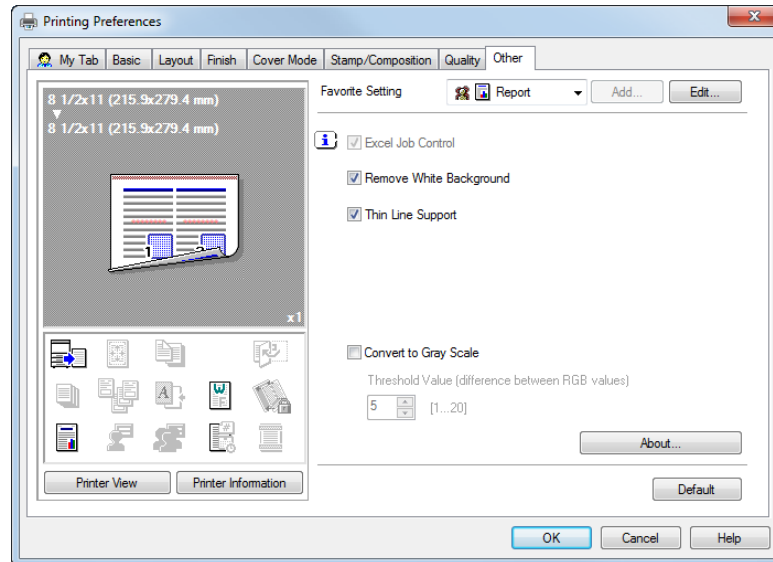 Printing Preferences
My Tab Basic Layout Finish Cover Mode Stamp/Composition Quality Other
8 1/2x11 (215.9x279.4 mm)
8 1/2x11 (215.9x279.4 mm)
1 2
x1
Printer View Printer Information
Favorite Setting Report Add... Edit...
Excel Job Control
Remove White Background
Thin Line Support
Convert to Gray Scale
Threshold Value (difference between RGB values)
5 [1...20]
About...
Default
OK Cancel Help